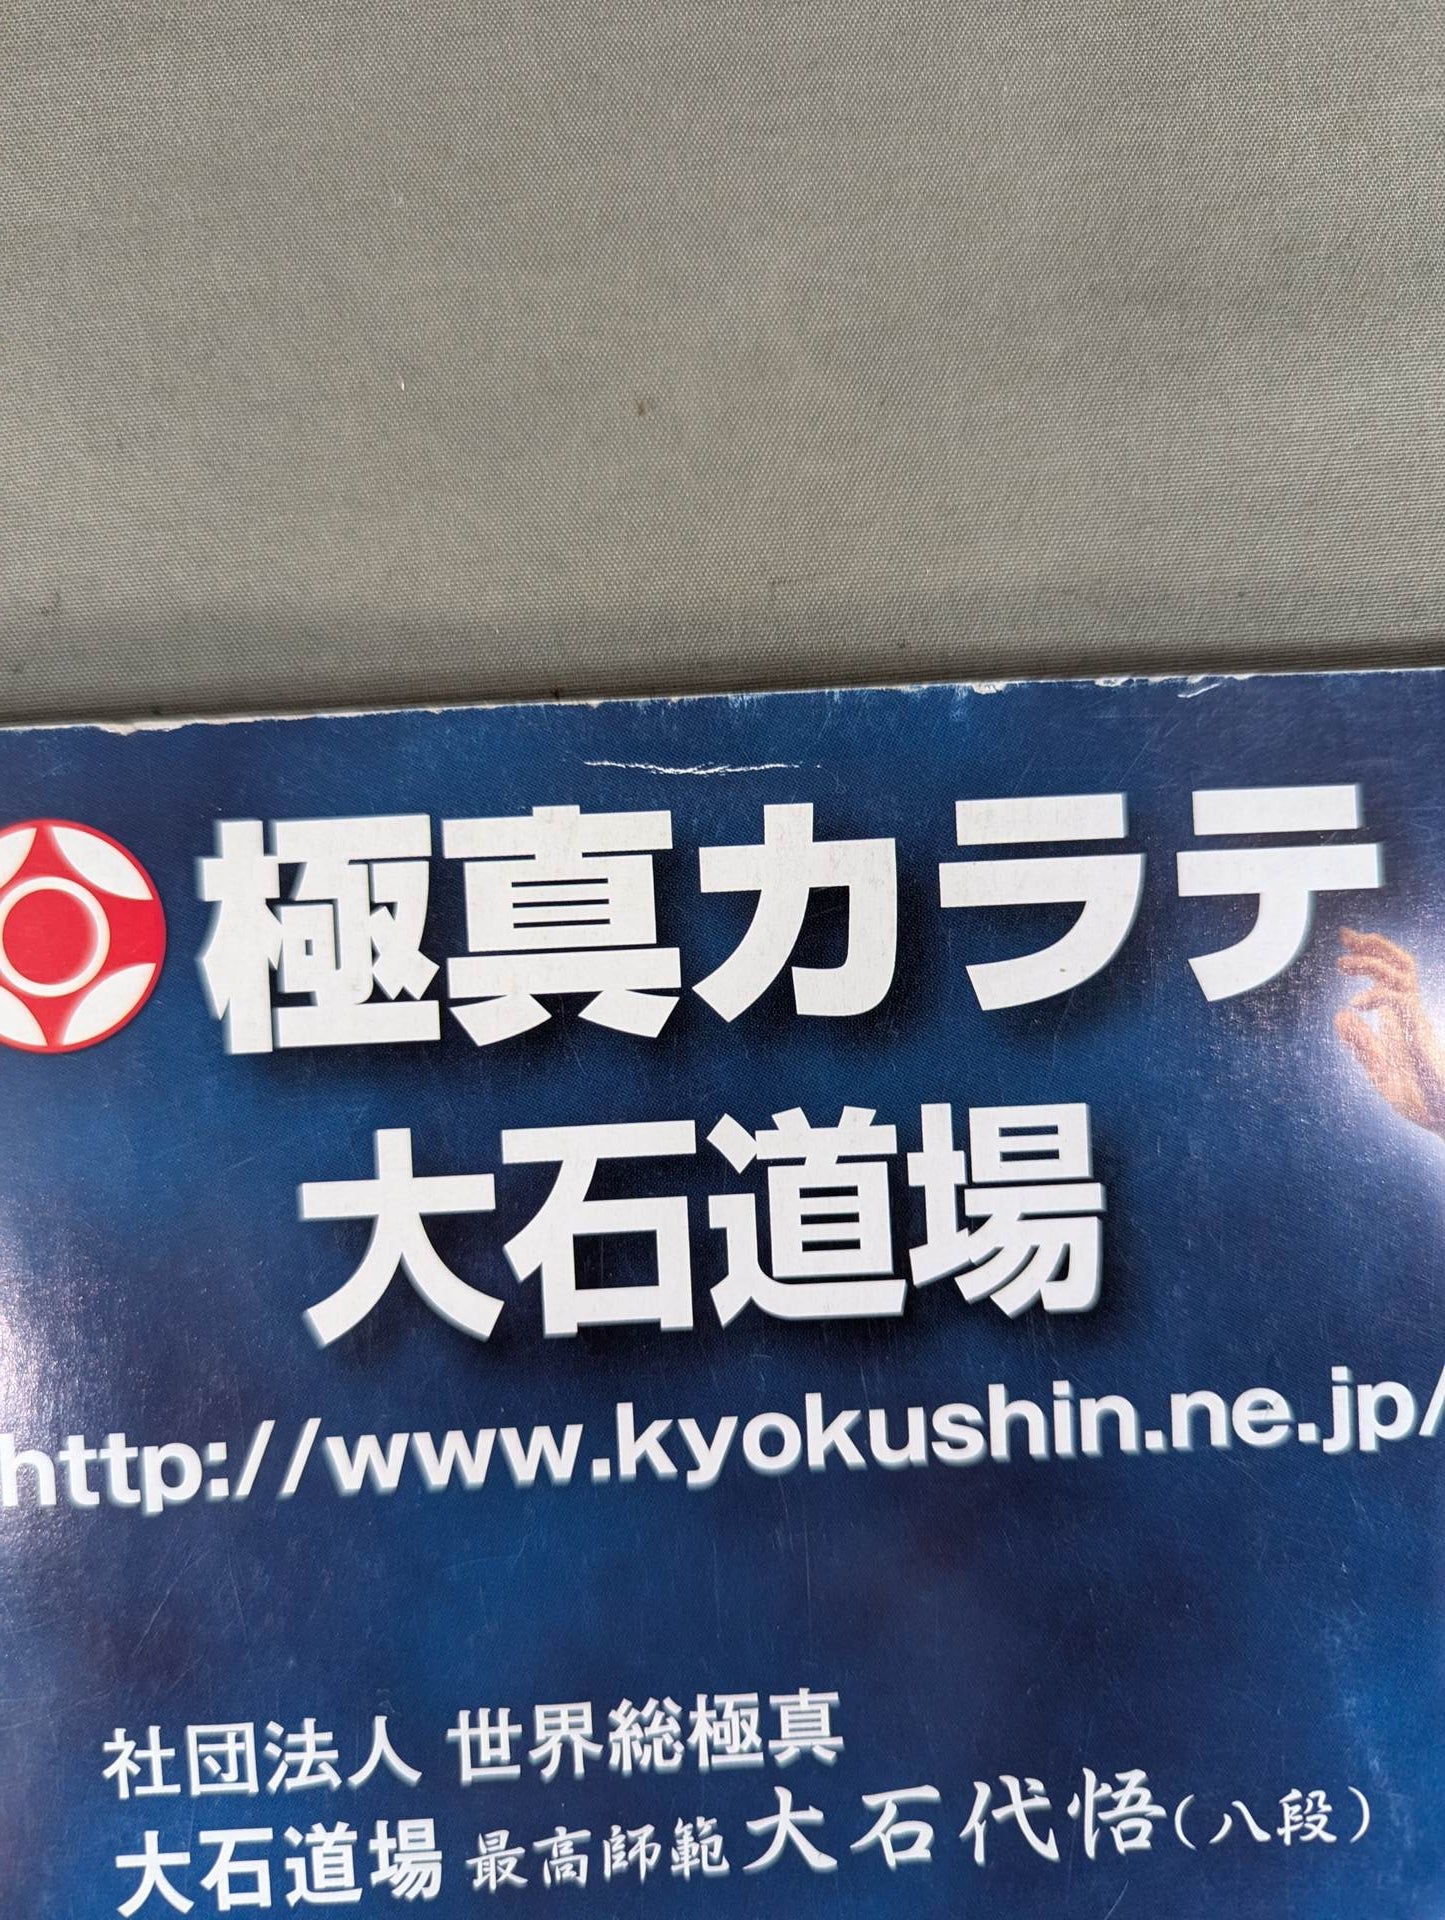 極真カラテ
大石道場
http://www.kyokushin.ne.jp/
社団法人 世界総極真
大石道場 最高師範 大石代悟(八段)